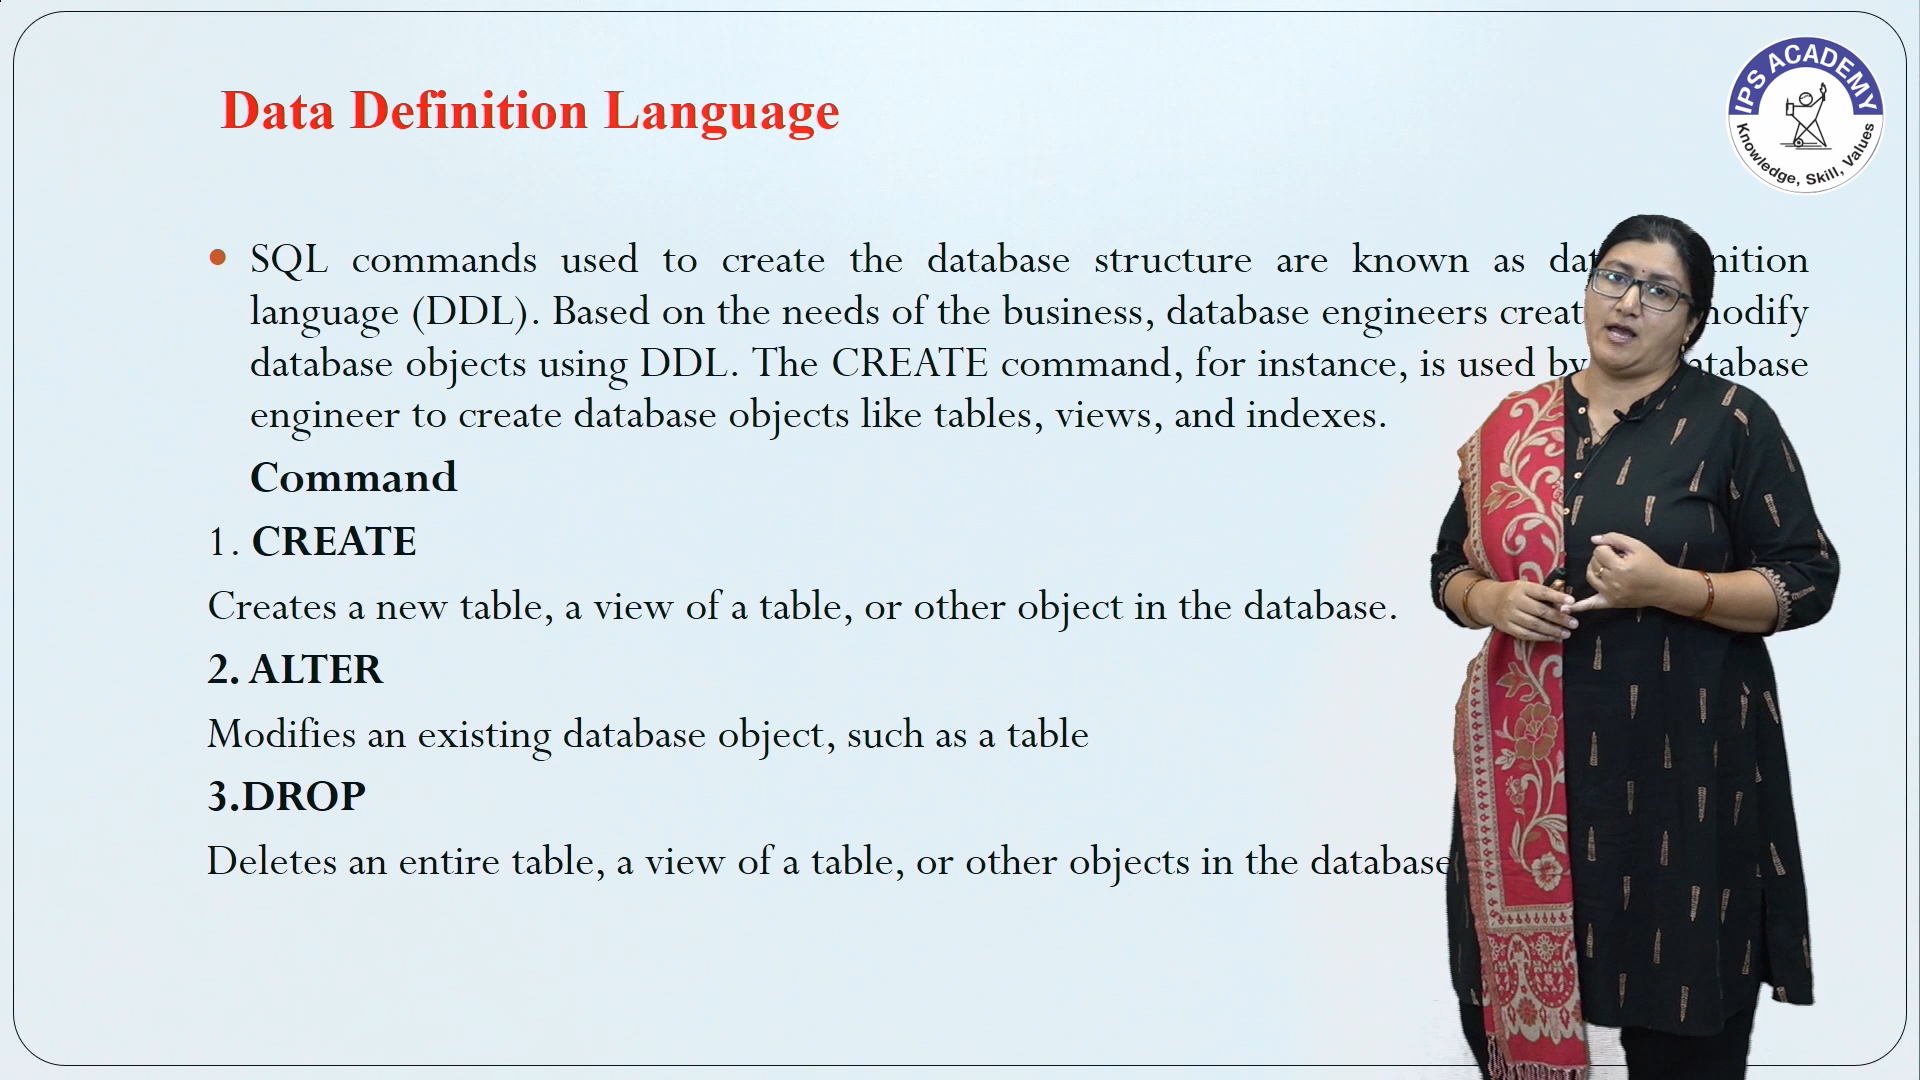 IPS ACADEMY
Knowledge, Skill, Values
Data Definition Language
SQL commands used to create the database structure are known as
language (DDL). Based on the needs of the business, database engineers
database objects using DDL. The CREATE command, for instance, is used by
engineer to create database objects like tables, views, and indexes.
Command
1. CREATE
Creates a new table, a view of a table, or other object in the database.
2. ALTER
Modifies an existing database object, such as a table
3.DROP
Deletes an entire table, a view of a table, or other objects in the database